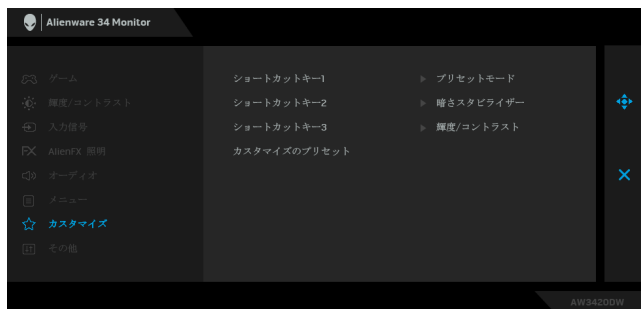 Alienware 34 Monitor
ゲーム
輝度/コントラスト
入力信号
AlienFX 照明
オーディオ
メニュー
カスタマイズ
その他
ショートカットキー1 プリセットモード
ショートカットキー2 暗さスタビライザー
ショートカットキー3 輝度/コントラスト
カスタマイズのプリセット
AW3420DW